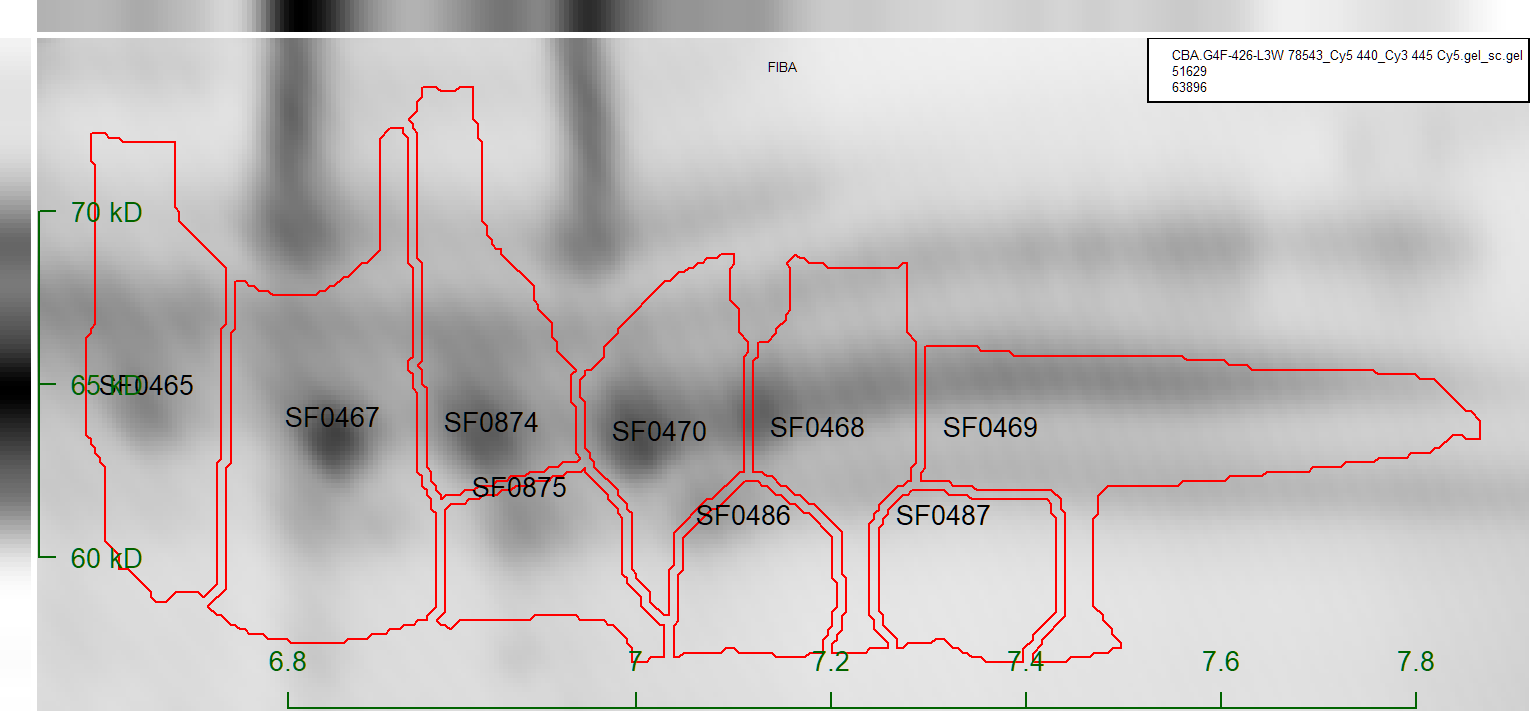 FIBA
CBA.G4F-426-L3W 78543_Cy5 440_Cy3 445 Cy5.gel_sc.gel
51629
63896
70 kD
65 kD
SF0465
SF0467
SF0874
SF0470
SF0468
SF0469
SF0875
SF0486
SF0487
60 kD
6.8
7
7.2
7.4
7.6
7.8